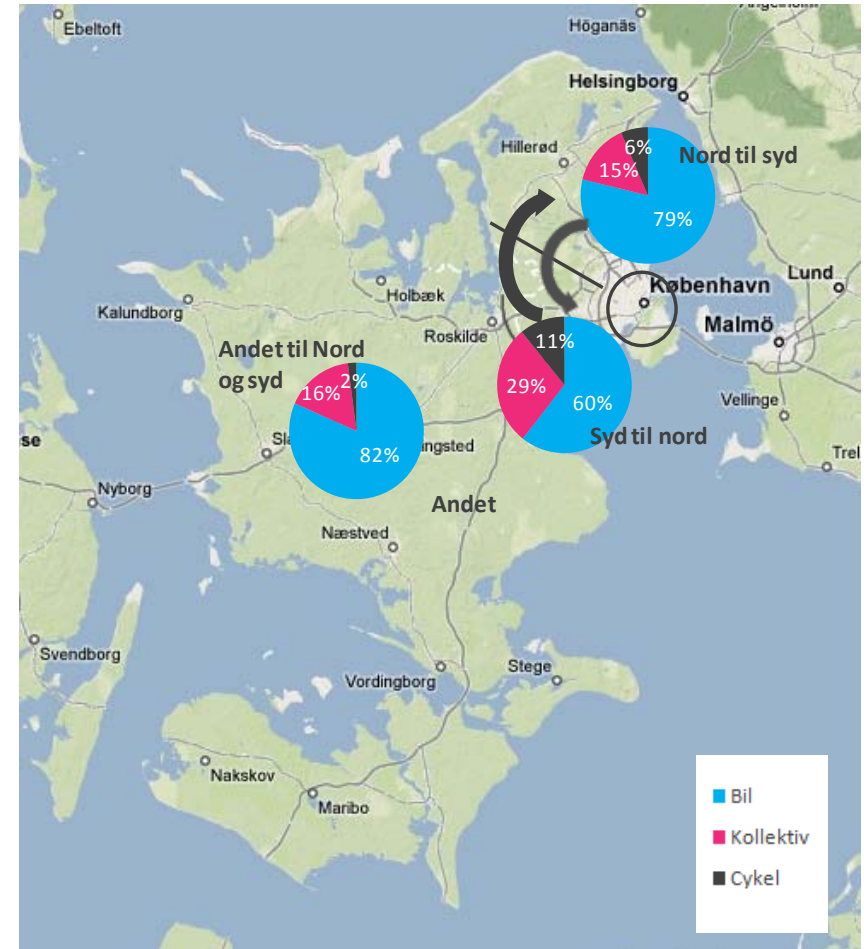 Ebeltoft
Höganäs
Helsingborg
Hillerød
6%
Nord til syd
15%
79%
København
Lund
Holbæk
Kalundborg
Roskilde
Malmö
11%
Andet til Nord
og syd
16%
2%
29%
60%
Vellinge
82%
Syd til nord
se
Sla
ngsted
Trel
Nyborg
Andet
Næstved
Svendborg
Vordingborg
Stege
Nakskov
Maribo
Bil
Kollektiv
Cykel